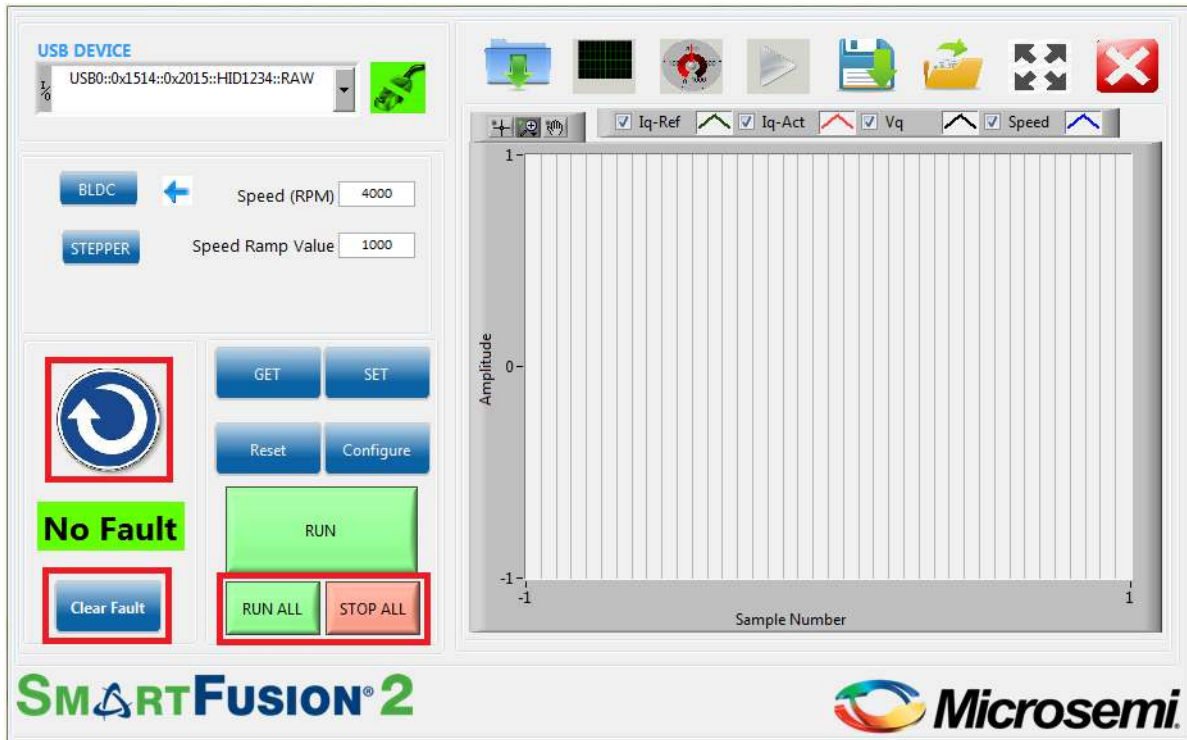 USB DEVICE
I/O
USB0::0x1514::0x2015::HID1234::RAW
BLDC
Speed (RPM) 4000
STEPPER
Speed Ramp Value 1000
GET SET
Reset Configure
No Fault
RUN
Clear Fault
RUN ALL STOP ALL
Iq-Ref Iq-Act Vq Speed
Amplitude
1
0
-1
-1 1
Sample Number
SMARTFUSION® 2
Microsemi.